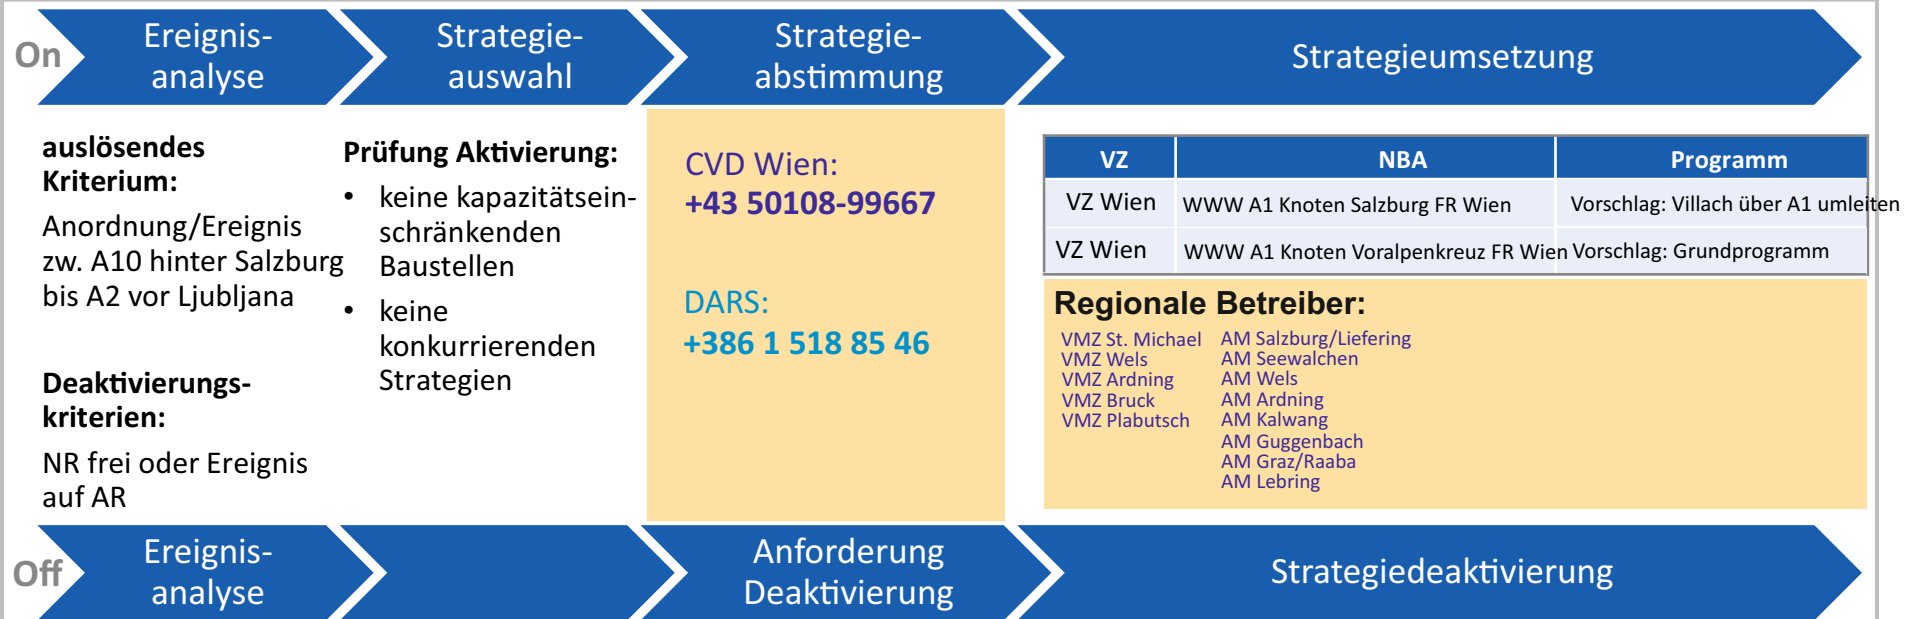 On
Ereignis-
analyse
Strategie-
auswahl
Strategie-
abstimmung
Strategieumsetzung
auslösendes
Kriterium:
Anordnung/Ereignis
zw. A10 hinter Salzburg
bis A2 vor Ljubljana
Deaktivierungs-
kriterien:
NR frei oder Ereignis
auf AR
Prüfung Aktivierung:
• keine kapazitätsein-
schränkenden
Baustellen
• keine
konkurrierenden
Strategien
CVD Wien:
+43 50108-99667
DARS:
+386 1 518 85 46
VZ NBA Programm
VZ Wien WWW A1 Knoten Salzburg FR Wien Vorschlag: Villach über A1 umleiten
VZ Wien WWW A1 Knoten Voralpenkreuz FR Wien Vorschlag: Grundprogramm
Regionale Betreiber:
VMZ St. Michael
VMZ Wels
VMZ Ardning
VMZ Bruck
VMZ Plabutsch
AM Salzburg/Liefering
AM Seewalchen
AM Wels
AM Ardning
AM Kalwang
AM Guggenbach
AM Graz/Raaba
AM Lebring
Off
Ereignis-
analyse
Anforderung
Deaktivierung
Strategiedeaktivierung